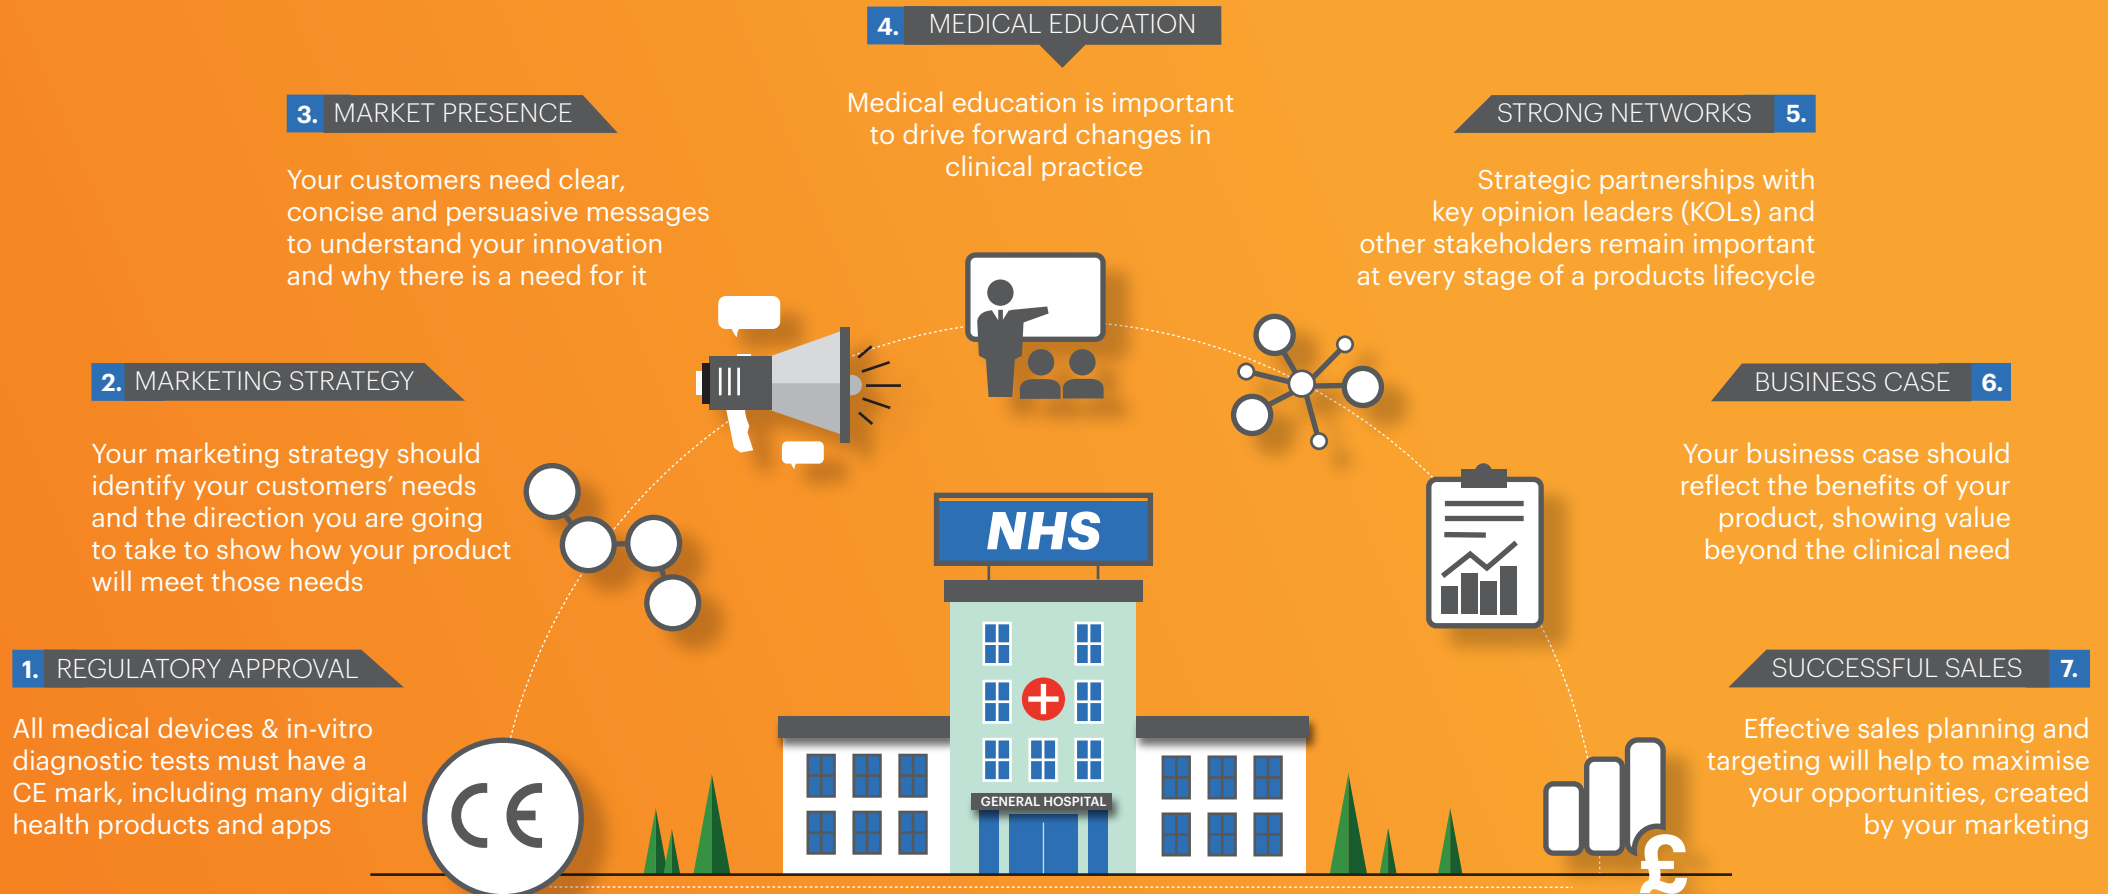 4. MEDICAL EDUCATION
Medical education is important
to drive forward changes in
clinical practice
3. MARKET PRESENCE
Your customers need clear,
concise and persuasive messages
to understand your innovation
and why there is a need for it
STRONG NETWORKS 5.
Strategic partnerships with
key opinion leaders (KOLs) and
other stakeholders remain important
at every stage of a products lifecycle
2. MARKETING STRATEGY
Your marketing strategy should
identify your customers’ needs
and the direction you are going
to take to show how your product
will meet those needs
BUSINESS CASE 6.
Your business case should
reflect the benefits of your
product, showing value
beyond the clinical need
1. REGULATORY APPROVAL
All medical devices & in-vitro
diagnostic tests must have a
CE mark, including many digital
health products and apps
CE
NHS
GENERAL HOSPITAL
SUCCESSFUL SALES 7.
Effective sales planning and
targeting will help to maximise
your opportunities, created
by your marketing
£